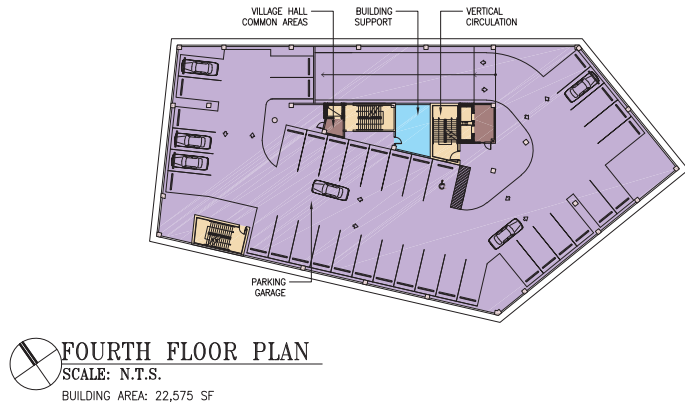 VILLAGE HALL
COMMON AREAS
BUILDING
SUPPORT
VERTICAL
CIRCULATION
PARKING
GARAGE
FOURTH FLOOR PLAN
SCALE: N.T.S.
BUILDING AREA: 22,575 SF